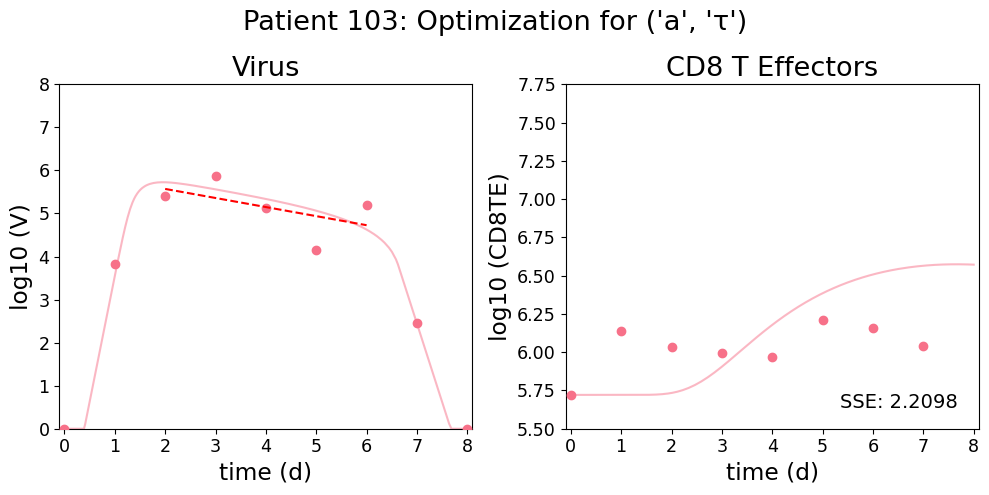 Patient 103: Optimization for ('a', 'τ')
Virus
CD8 T Effectors
8
7
6
5
4
3
2
1
0
log10 (V)
0 1 2 3 4 5 6 7 8
time (d)
7.75
7.50
7.25
7.00
6.75
6.50
6.25
6.00
5.75
5.50
log10 (CD8TE)
SSE: 2.2098
0 1 2 3 4 5 6 7 8
time (d)